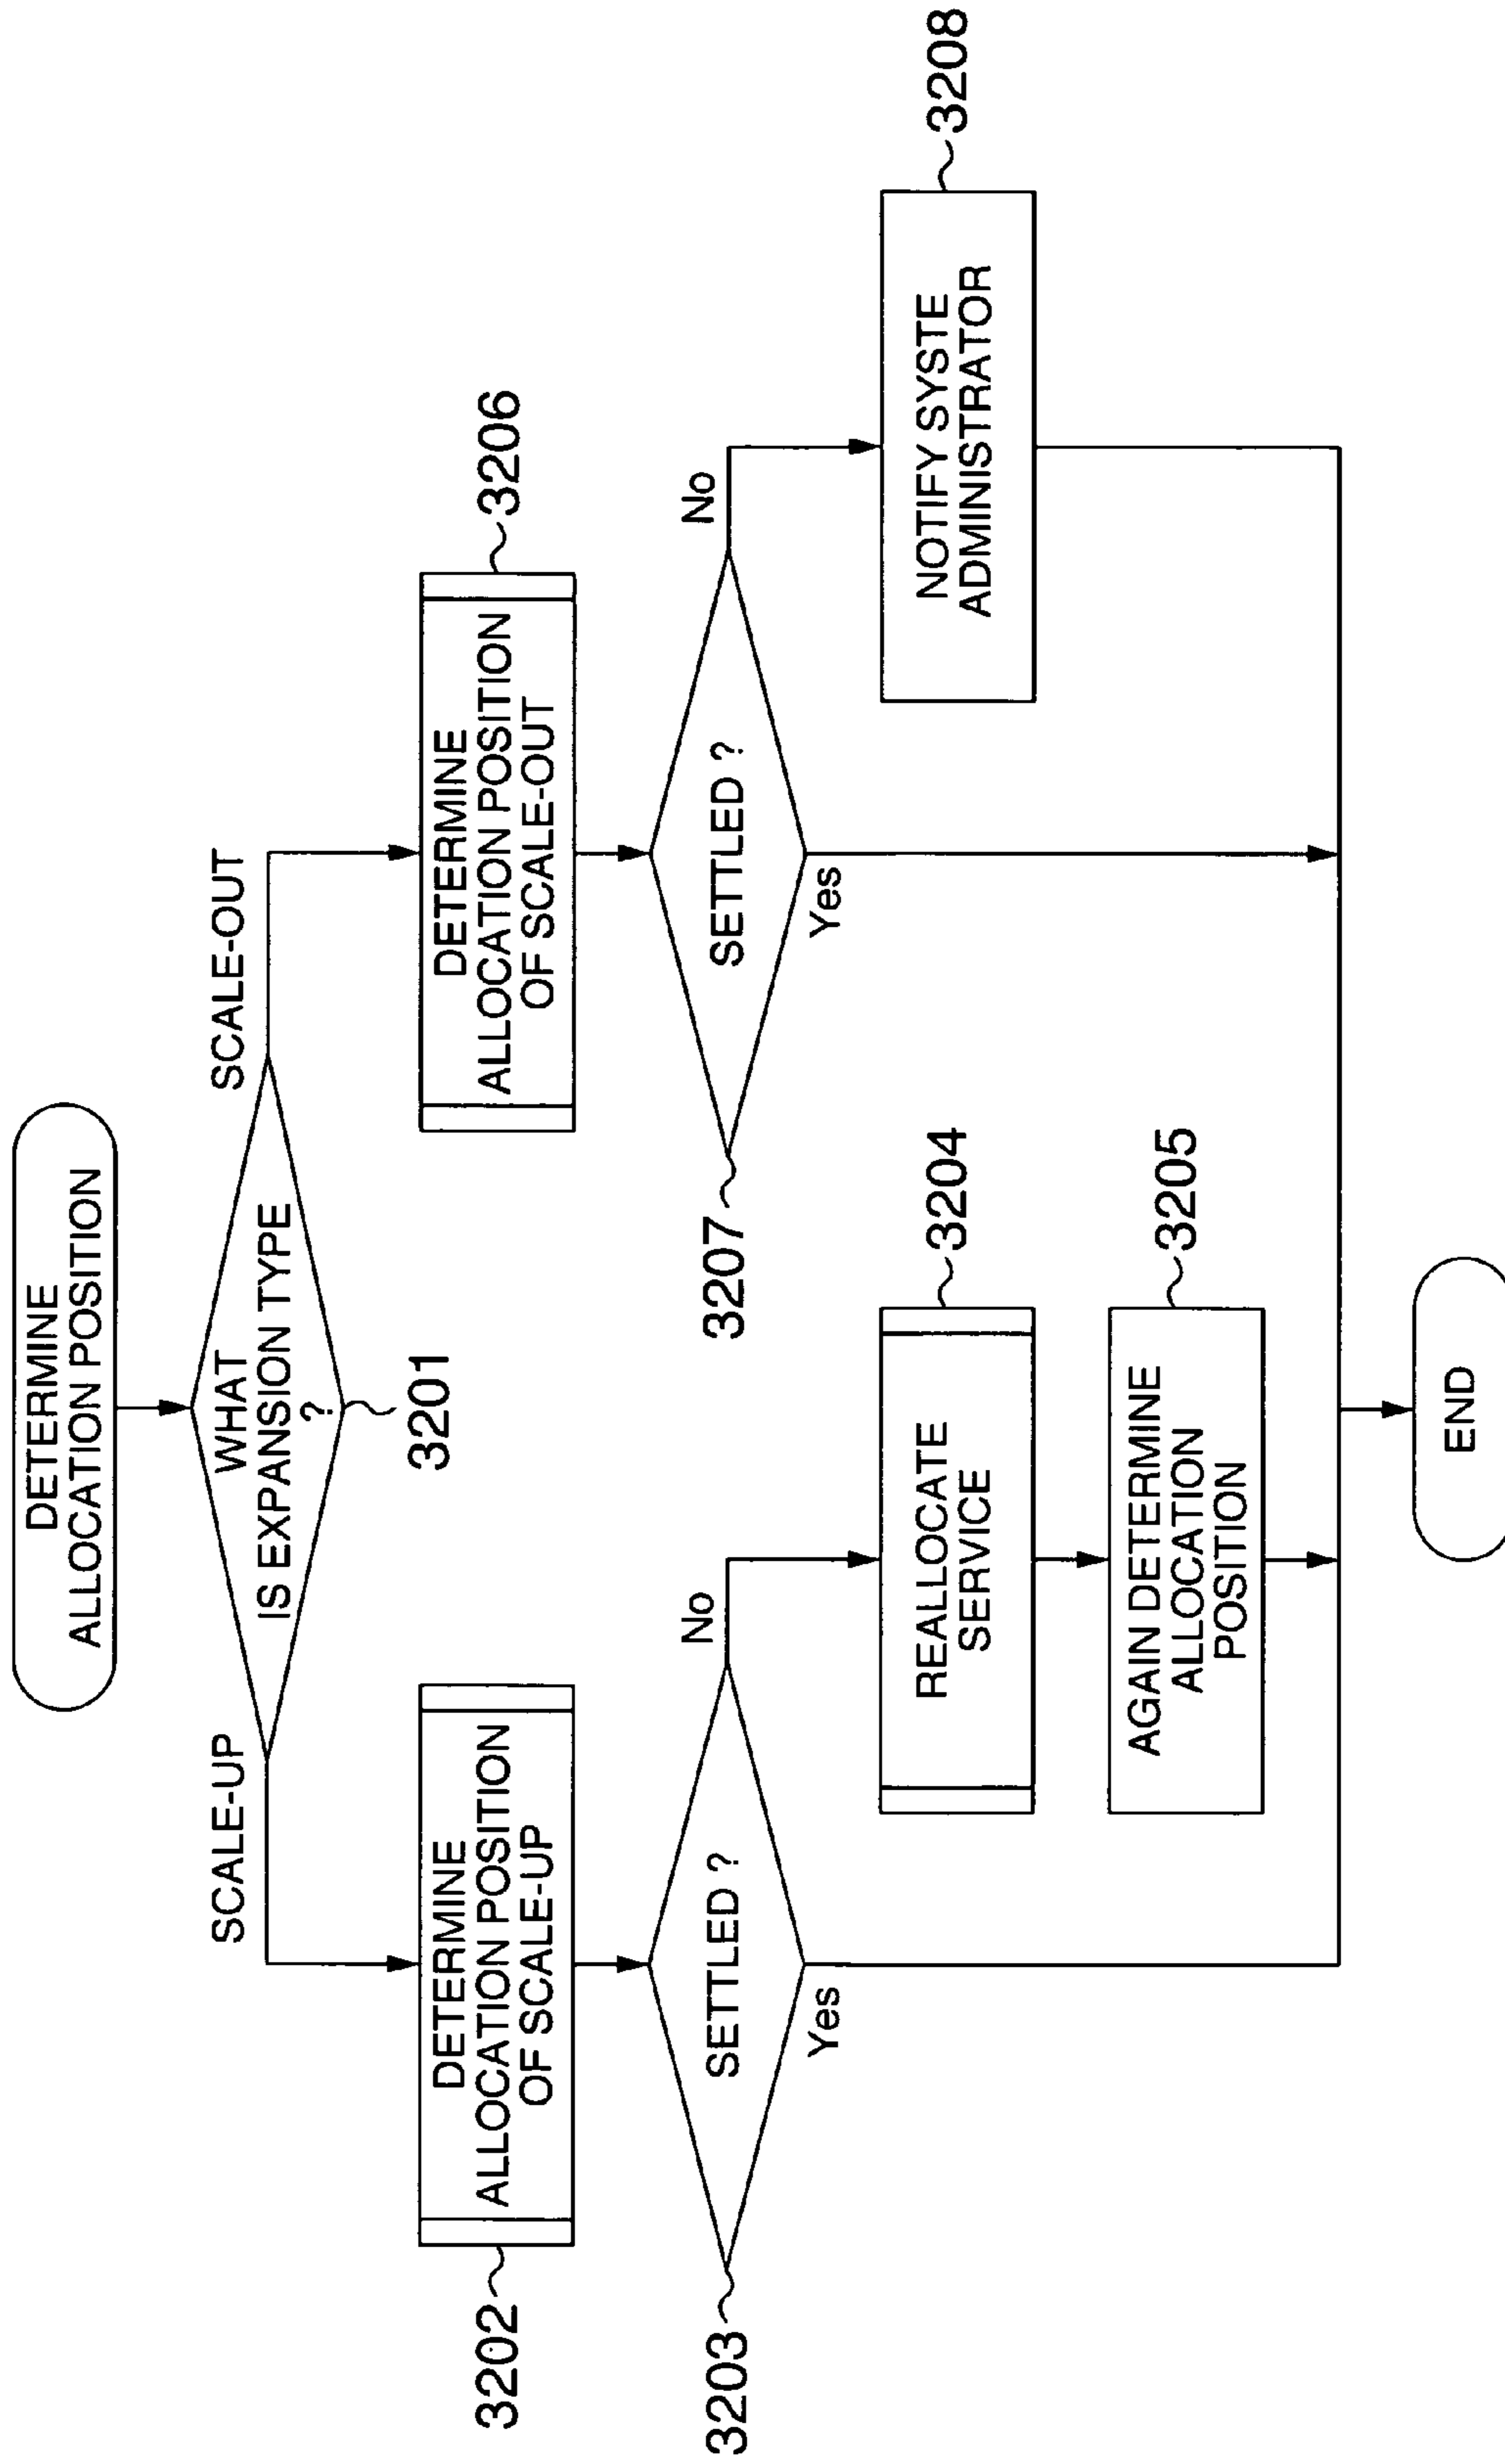 DETERMINE
ALLOCATION POSITION
WHAT
IS EXPANSION TYPE
?
3201
SCALE-UP
SCALE-OUT
3202
DETERMINE
ALLOCATION POSITION
OF SCALE-UP
DETERMINE
ALLOCATION POSITION
OF SCALE-OUT
3206
3203
SETTLED ?
No
Yes
3207
SETTLED ?
No
Yes
REALLOCATE
SERVICE
3204
NOTIFY SYSTE
ADMINISTRATOR
3208
AGAIN DETERMINE
ALLOCATION
POSITION
3205
END